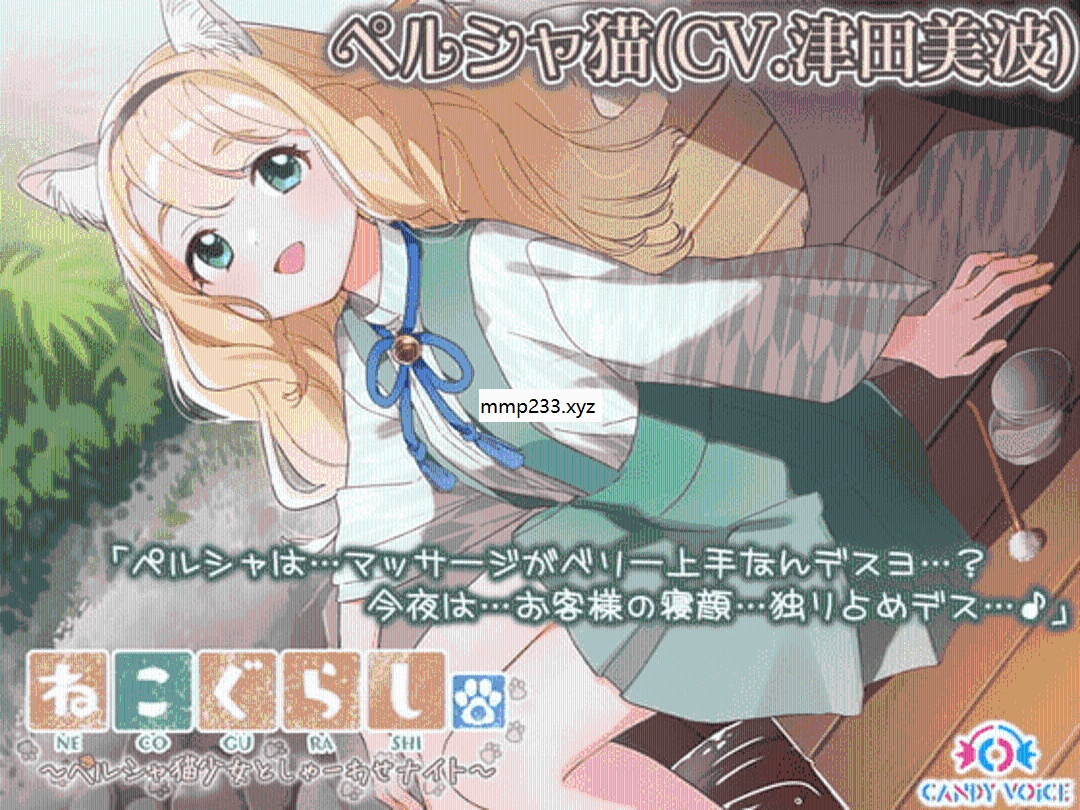 ペルシャ猫(CV.津田美波)
mmp233.xyz
「ペルシャは…マッサージがベリー上手なんデスヨ…?
今夜は…お客様の寝顔…独り占めデス…♪」
ねこぐらし
NE CO GU RA SHI
~ペルシャ猫少女としゃーわせナイト~
CANDY VOiCE